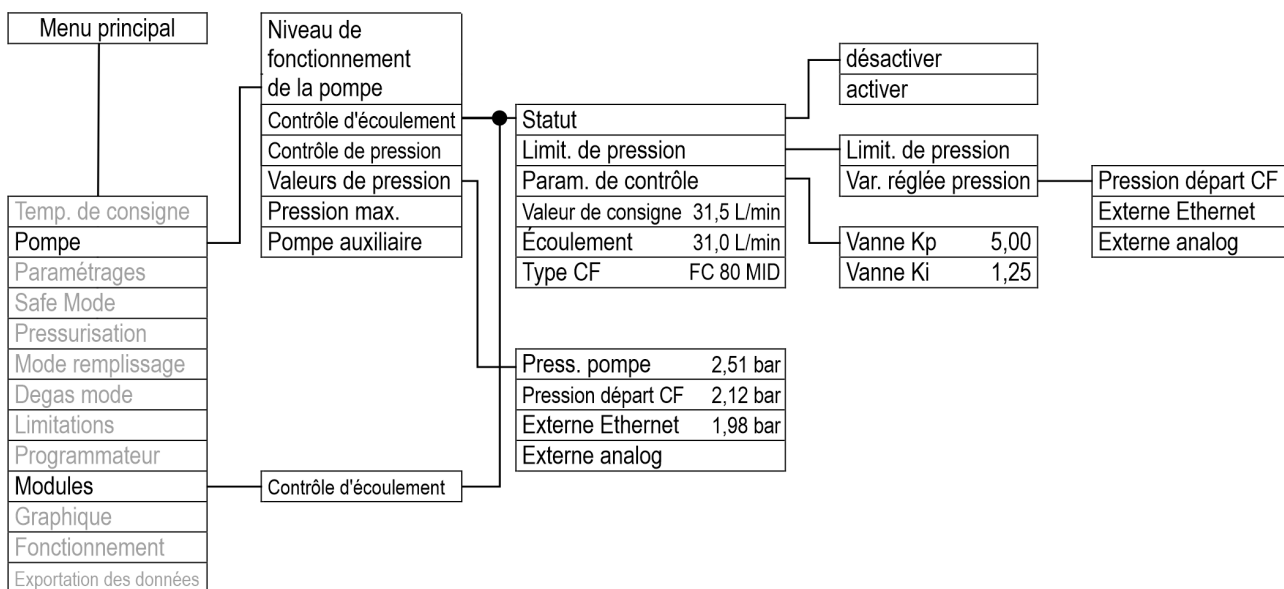 Menu principal
Temp. de consigne
Pompe
Paramétrages
Safe Mode
Pressurisation
Mode remplissage
Degas mode
Limitations
Programmateur
Modules
Graphique
Fonctionnement
Exportation des données
Niveau de
fonctionnement
de la pompe
Contrôle d'écoulement
Contrôle de pression
Valeurs de pression
Pression max.
Pompe auxiliaire
Contrôle d'écoulement
Statut
Limit. de pression
Param. de contrôle
Valeur de consigne 31,5 L/min
Écoulement 31,0 L/min
Type CF FC 80 MID
Press. pompe 2,51 bar
Pression départ CF 2,12 bar
Externe Ethernet 1,98 bar
Externe analog
désactiver
activer
Limit. de pression
Var. réglée pression
Vanne Kp 5,00
Vanne Ki 1,25
Pression départ CF
Externe Ethernet
Externe analog